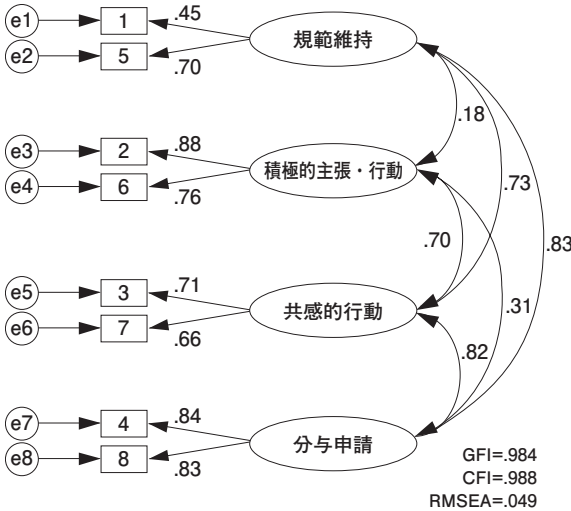 e1 1 .45
規範維持
e2 5 .70
.18
e3 2 .88
積極的主張・行動
.73
e4 6 .76
.70
.83
e5 3 .71
共感的行動
.31
e6 7 .66
.82
e7 4 .84
分与申請
e8 8 .83
GFI=.984
CFI=.988
RMSEA=.049